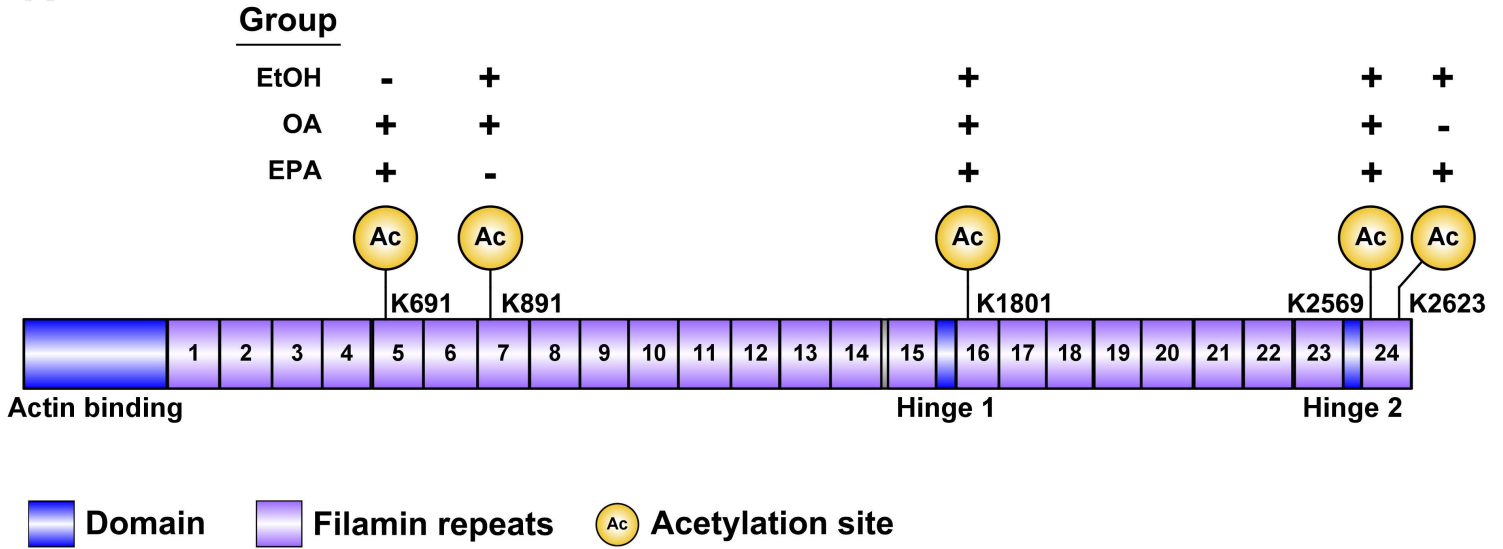 Group
EtOH - + + + +
OA + + + + -
EPA + - + + +
Ac Ac Ac Ac Ac
K691 K891 K1801 K2569 K2623
1 2 3 4 5 6 7 8 9 10 11 12 13 14 15 16 17 18 19 20 21 22 23 24
Actin binding Hinge 1 Hinge 2
Domain Filamin repeats Ac Acetylation site